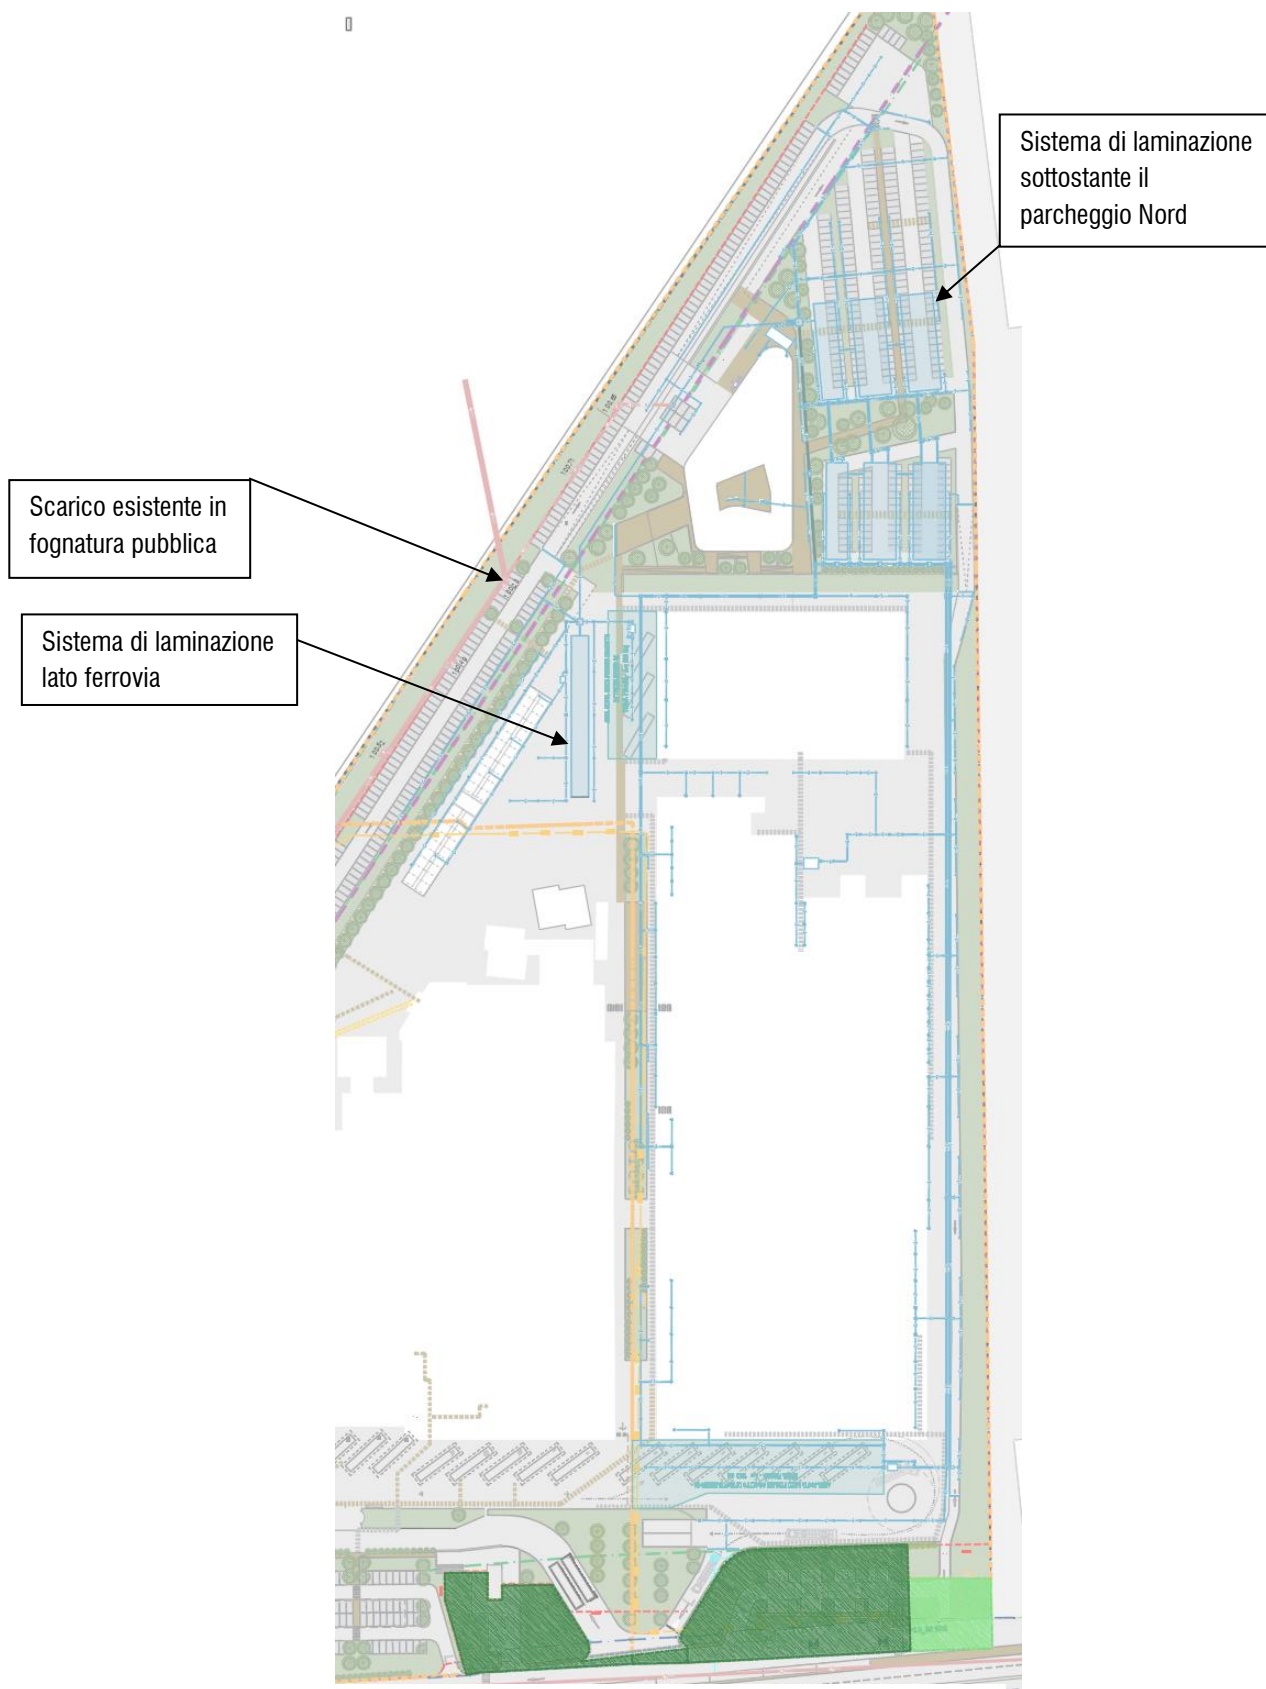 Sistema di laminazione
sottostante il
parcheggio Nord
Scarico esistente in
fognatura pubblica
Sistema di laminazione
lato ferrovia